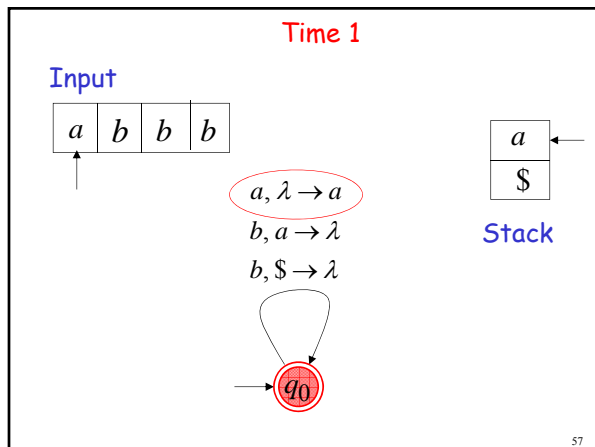 Time 1
Input
a b b b
a
$
Stack
a, λ → a
b, a → λ
b, $ → λ
q0
57